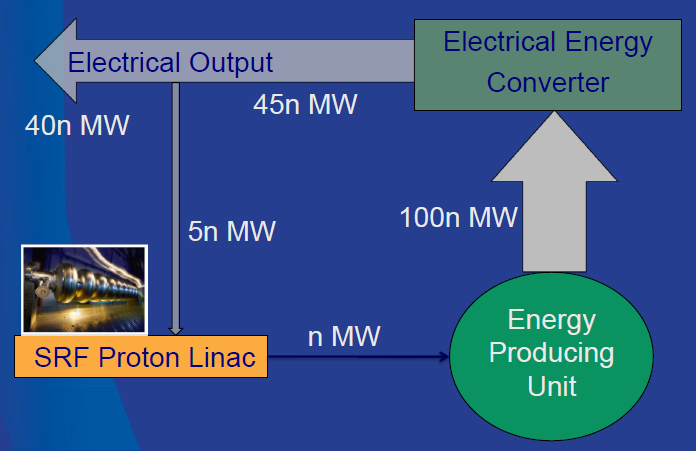 Electrical Output
Electrical Energy
Converter
40n MW
45n MW
5n MW
100n MW
SRF Proton Linac
n MW
Energy
Producing
Unit